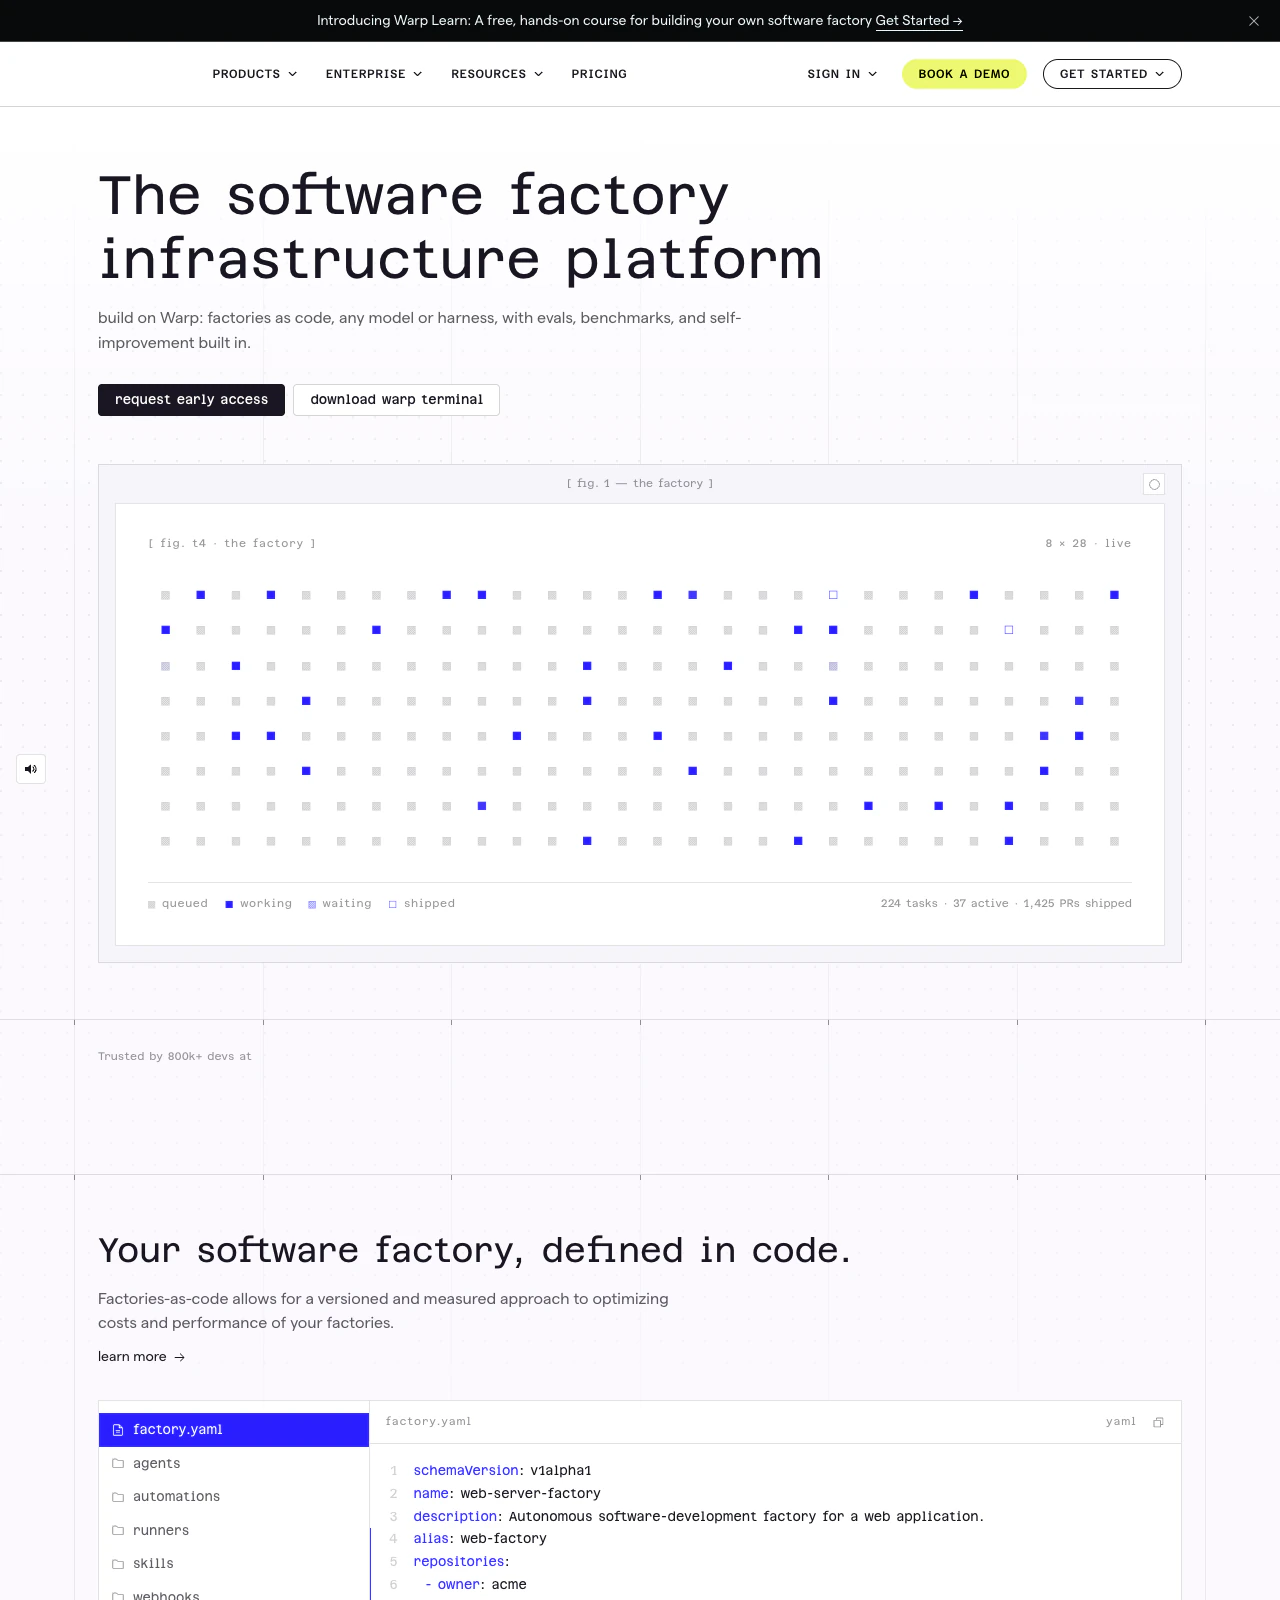 Introducing Warp Learn: A free, hands-on course for building your own software factory Get Started →
PRODUCTS ENTERPRISE RESOURCES PRICING SIGN IN BOOK A DEMO GET STARTED
The software factory
infrastructure platform
build on Warp: factories as code, any model or harness, with evals, benchmarks, and self-
improvement built in.
request early access download warp terminal
[ fig. 1 — the factory ]
[ fig. t4 · the factory ] 8 × 28 · live
queued working waiting shipped 224 tasks · 37 active · 1,425 PRs shipped
Trusted by 800k+ devs at
Your software factory, defined in code.
Factories-as-code allows for a versioned and measured approach to optimizing
costs and performance of your factories.
learn more →
factory.yaml
agents
automations
runners
skills
webhooks
factory.yaml yaml
1 schemaVersion: v1alpha1
2 name: web-server-factory
3 description: Autonomous software-development factory for a web application.
4 alias: web-factory
5 repositories:
6 - owner: acme